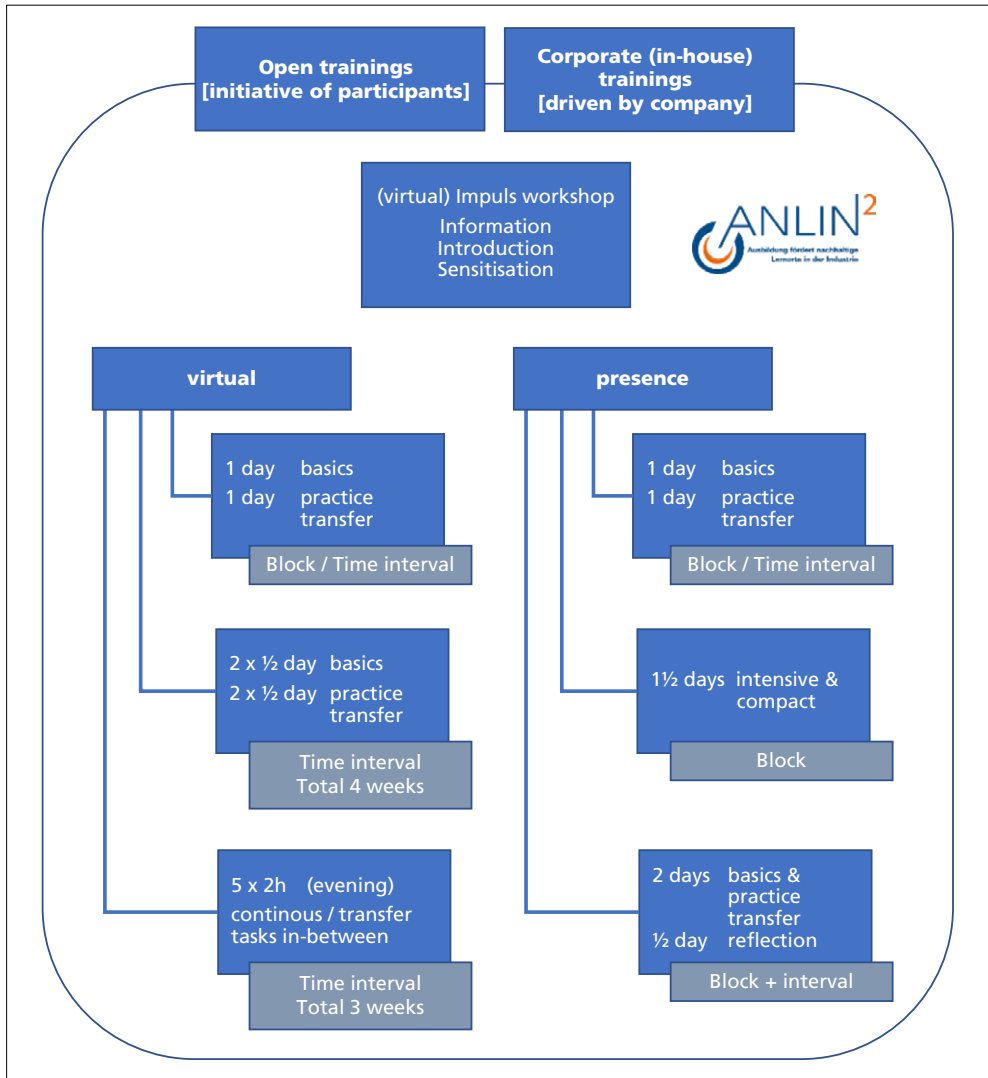 Open trainings
[initiative of participants]
Corporate (in-house)
trainings
[driven by company]
(virtual) Impuls workshop
Information
Introduction
Sensitisation
ANLIN²
Ausbildung fördert nachhaltige
Lernorte in der Industrie
virtual
presence
1 day basics
1 day practice
transfer
Block / Time interval
1 day basics
1 day practice
transfer
Block / Time interval
2 x ½ day basics
2 x ½ day practice
transfer
Time interval
Total 4 weeks
1½ days intensive &
compact
Block
5 x 2h (evening)
continous / transfer
tasks in-between
Time interval
Total 3 weeks
2 days basics &
practice
transfer
½ day reflection
Block + interval